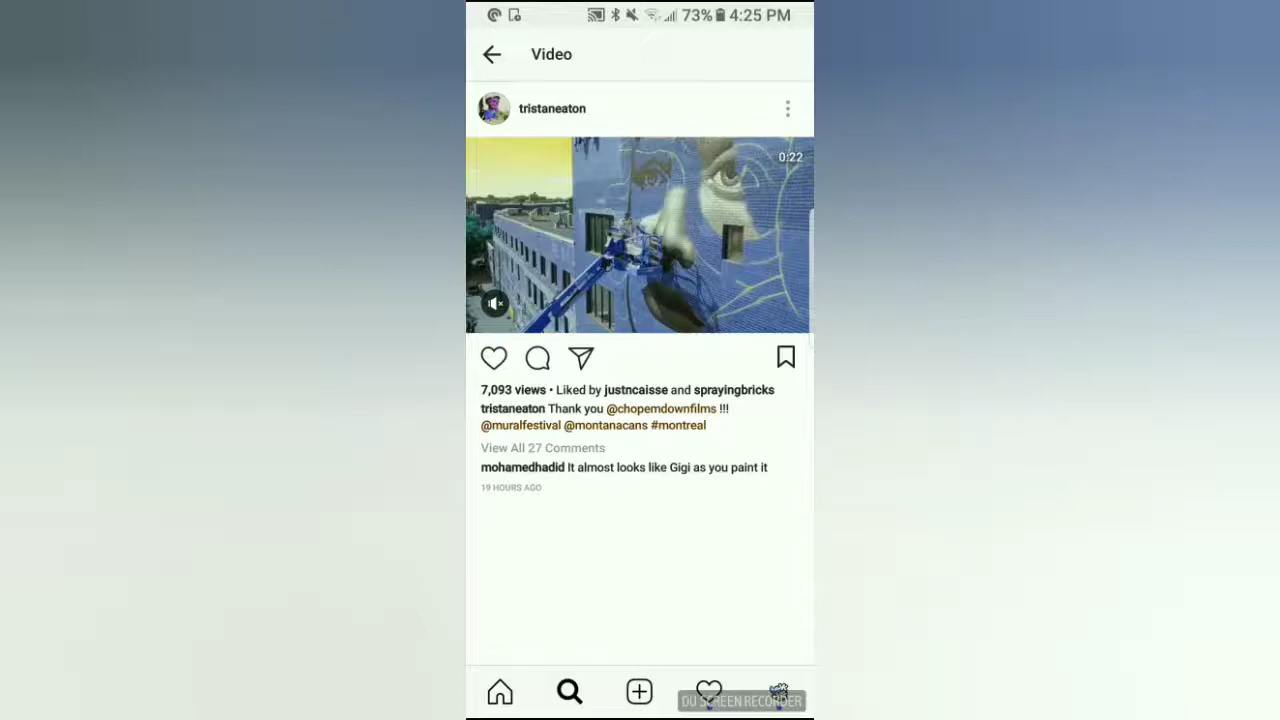 73% 4:25 PM
Video
tristaneaton
0:22
7,093 views • Liked by justncaisse and sprayingbricks
tristaneaton Thank you @chopemdownfilms !!!
@muralfestival @montanacans #montreal
View All 27 Comments
mohamedhadid It almost looks like Gigi as you paint it
19 HOURS AGO
DU SCREEN RECORDER